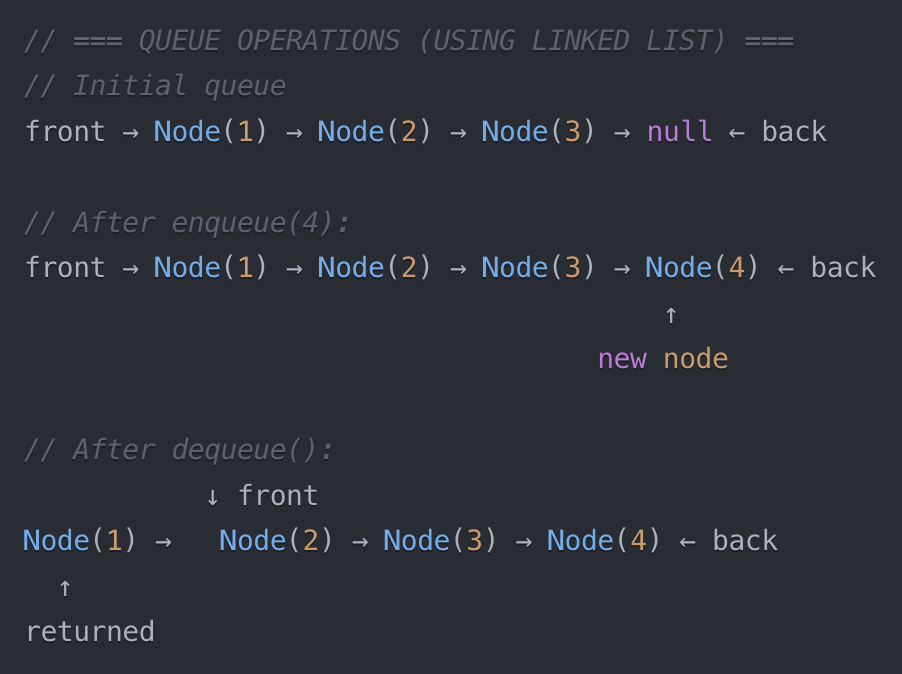 // === QUEUE OPERATIONS (USING LINKED LIST) ===
// Initial queue
front → Node(1) → Node(2) → Node(3) → null ← back
// After enqueue(4):
front → Node(1) → Node(2) → Node(3) → Node(4) ← back
↑
new node
// After dequeue():
↓ front
Node(1) → Node(2) → Node(3) → Node(4) ← back
↑
returned